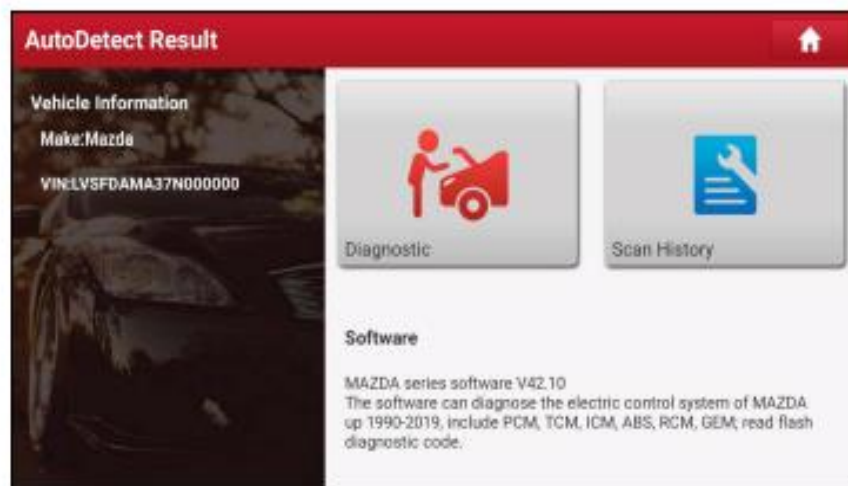 AutoDetect Result
Vehicle Information
Make:Mazda
VIN:LVSFDAMA37N000000
Diagnostic
Scan History
Software
MAZDA series software V42.10
The software can diagnose the electric control system of MAZDA
up 1990-2019, include PCM, TCM, ICM, ABS, RCM, GEM; read flash
diagnostic code.